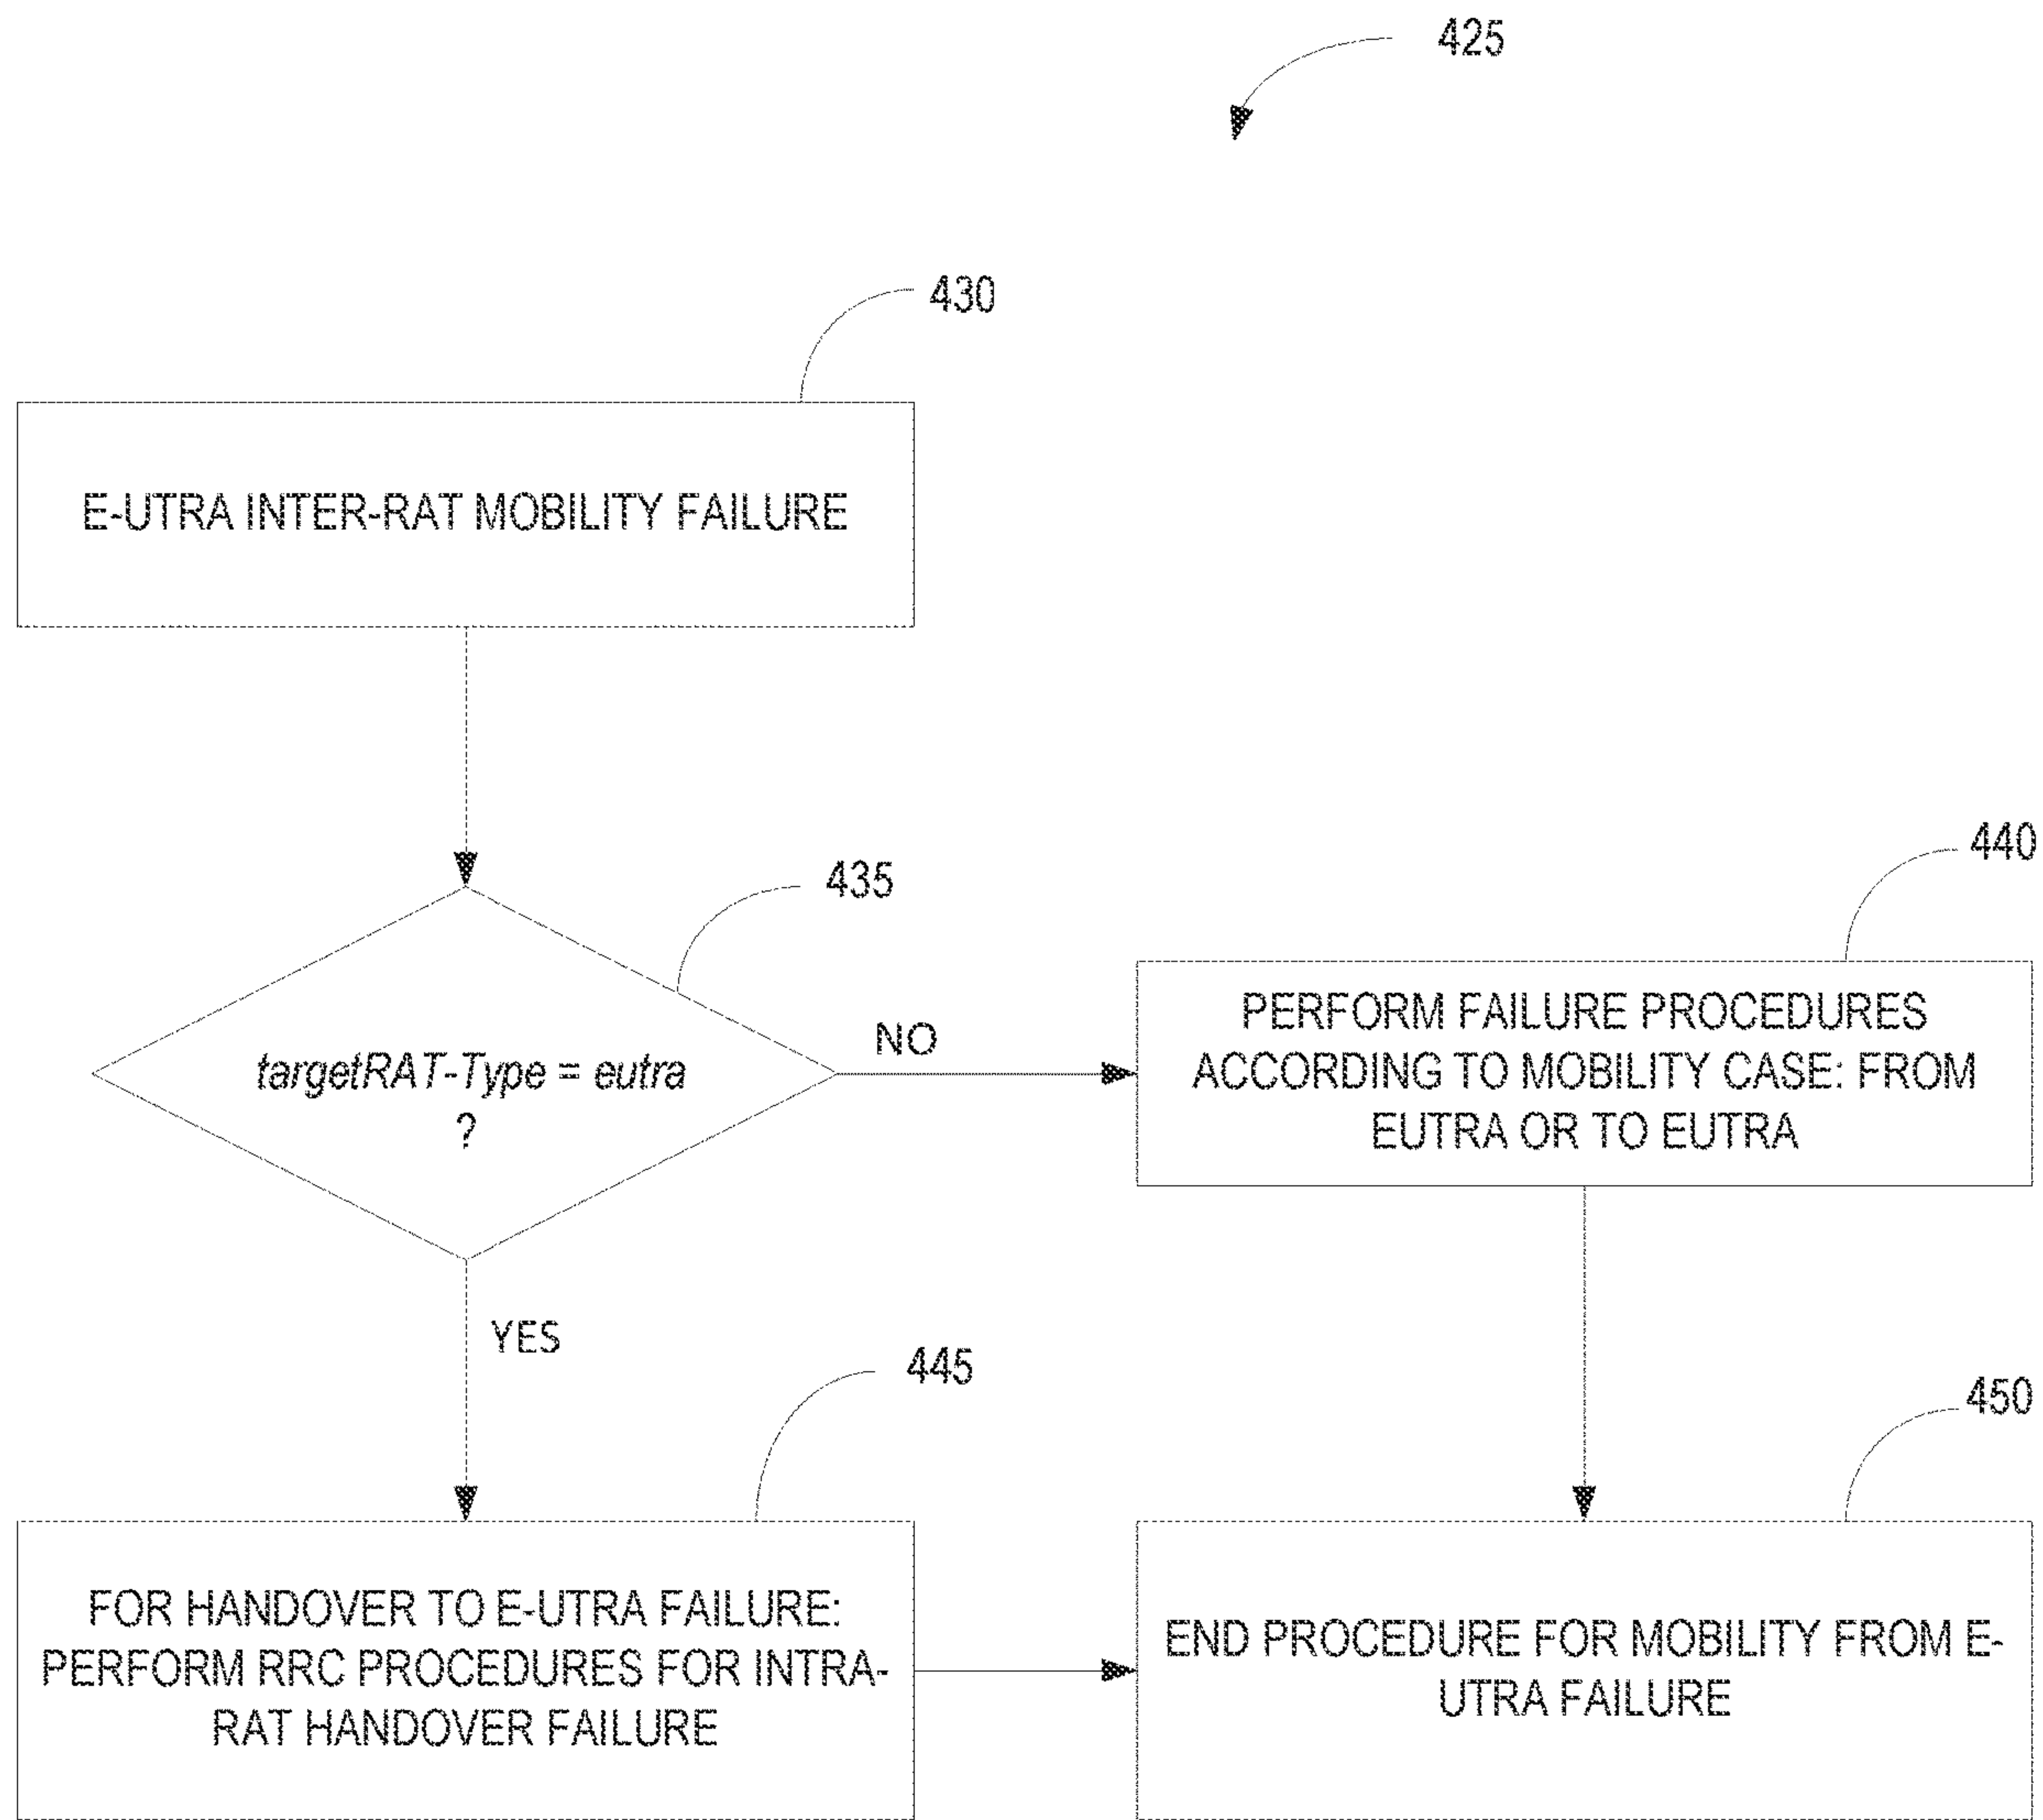 425
430
E-UTRA INTER-RAT MOBILITY FAILURE
435
targetRAT-Type = eutra
?
NO
440
PERFORM FAILURE PROCEDURES
ACCORDING TO MOBILITY CASE: FROM
EUTRA OR TO EUTRA
YES
445
FOR HANDOVER TO E-UTRA FAILURE:
PERFORM RRC PROCEDURES FOR INTRA-
RAT HANDOVER FAILURE
450
END PROCEDURE FOR MOBILITY FROM E-
UTRA FAILURE